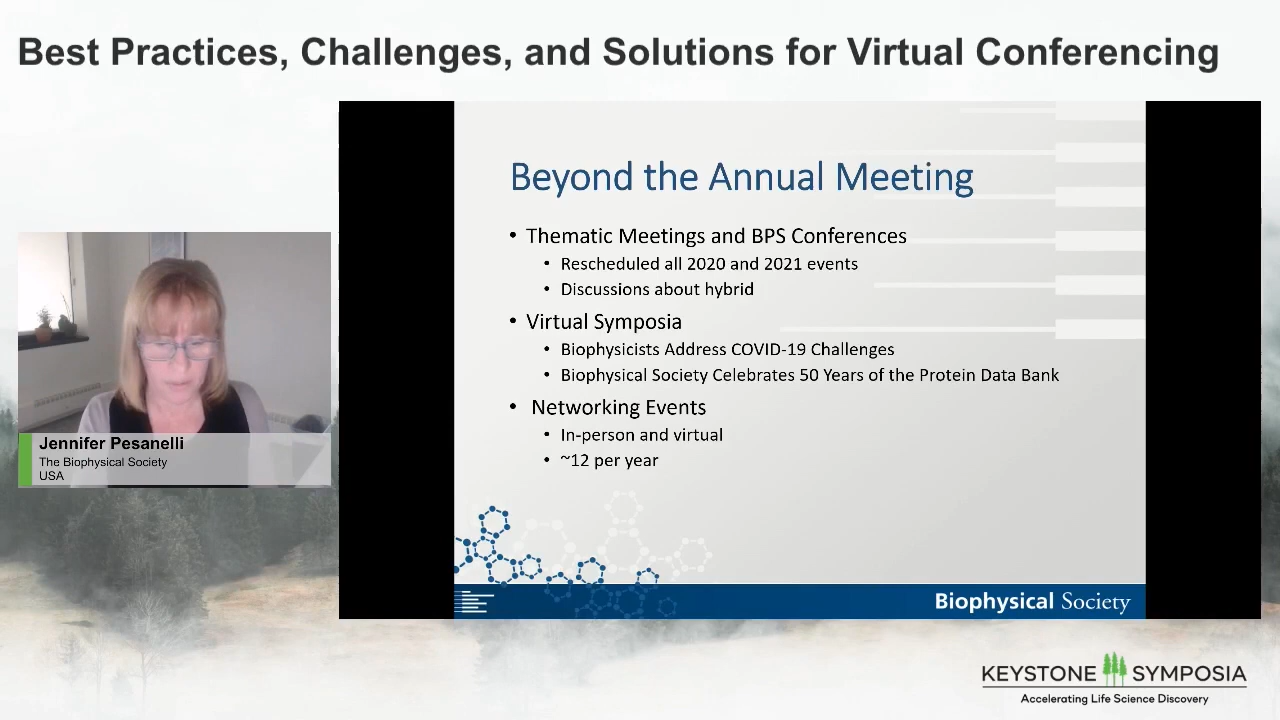 Best Practices, Challenges, and Solutions for Virtual Conferencing
Beyond the Annual Meeting
• Thematic Meetings and BPS Conferences
• Rescheduled all 2020 and 2021 events
• Discussions about hybrid
• Virtual Symposia
• Biophysicists Address COVID-19 Challenges
• Biophysical Society Celebrates 50 Years of the Protein Data Bank
• Networking Events
• In-person and virtual
• ~12 per year
Biophysical Society
Jennifer Pesanelli
The Biophysical Society
USA
KEYSTONE SYMPOSIA
Accelerating Life Science Discovery